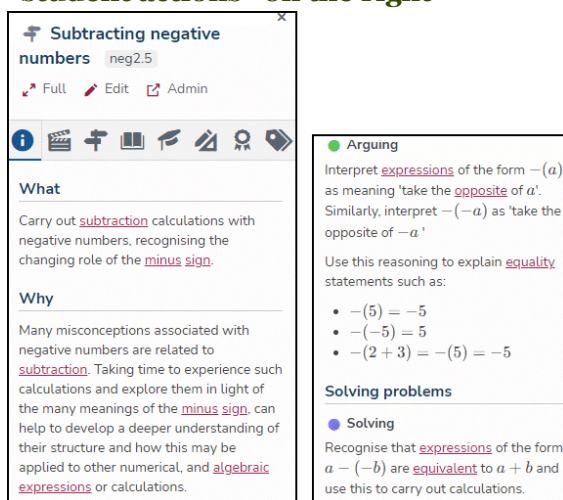 "student actions" on the right
Subtracting negative
numbers neg2.5
Full Edit Admin
What
Carry out subtraction calculations with
negative numbers, recognising the
changing role of the minus sign.
Why
Many misconceptions associated with
negative numbers are related to
subtraction. Taking time to experience such
calculations and explore them in light of
the many meanings of the minus sign, can
help to develop a deeper understanding of
their structure and how this may be
applied to other numerical, and algebraic
expressions or calculations.
Arguing
Interpret expressions of the form −(a)
as meaning 'take the opposite of a'.
Similarly, interpret −(−a) as 'take the
opposite of −a '
Use this reasoning to explain equality
statements such as:
• −(5) = −5
• −(−5) = 5
• −(2 + 3) = −(5) = −5
Solving problems
Solving
Recognise that expressions of the form
a − (−b) are equivalent to a + b and
use this to carry out calculations.